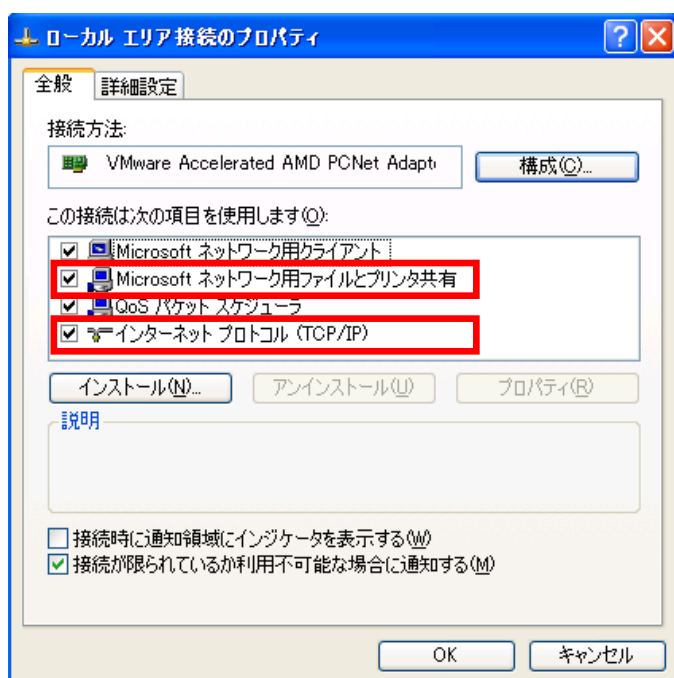 ローカル エリア接続のプロパティ
全般 詳細設定
接続方法:
VMware Accelerated AMD PCNet Adapt
構成(C)...
この接続は次の項目を使用します(O):
Microsoft ネットワーク用クライアント
Microsoft ネットワーク用ファイルとプリンタ共有
QoS パケット スケジューラ
インターネット プロトコル (TCP/IP)
インストール(N)... アンインストール(U) プロパティ(R)
説明
接続時に通知領域にインジケータを表示する(W)
接続が限られているか利用不可能な場合に通知する(M)
OK キャンセル